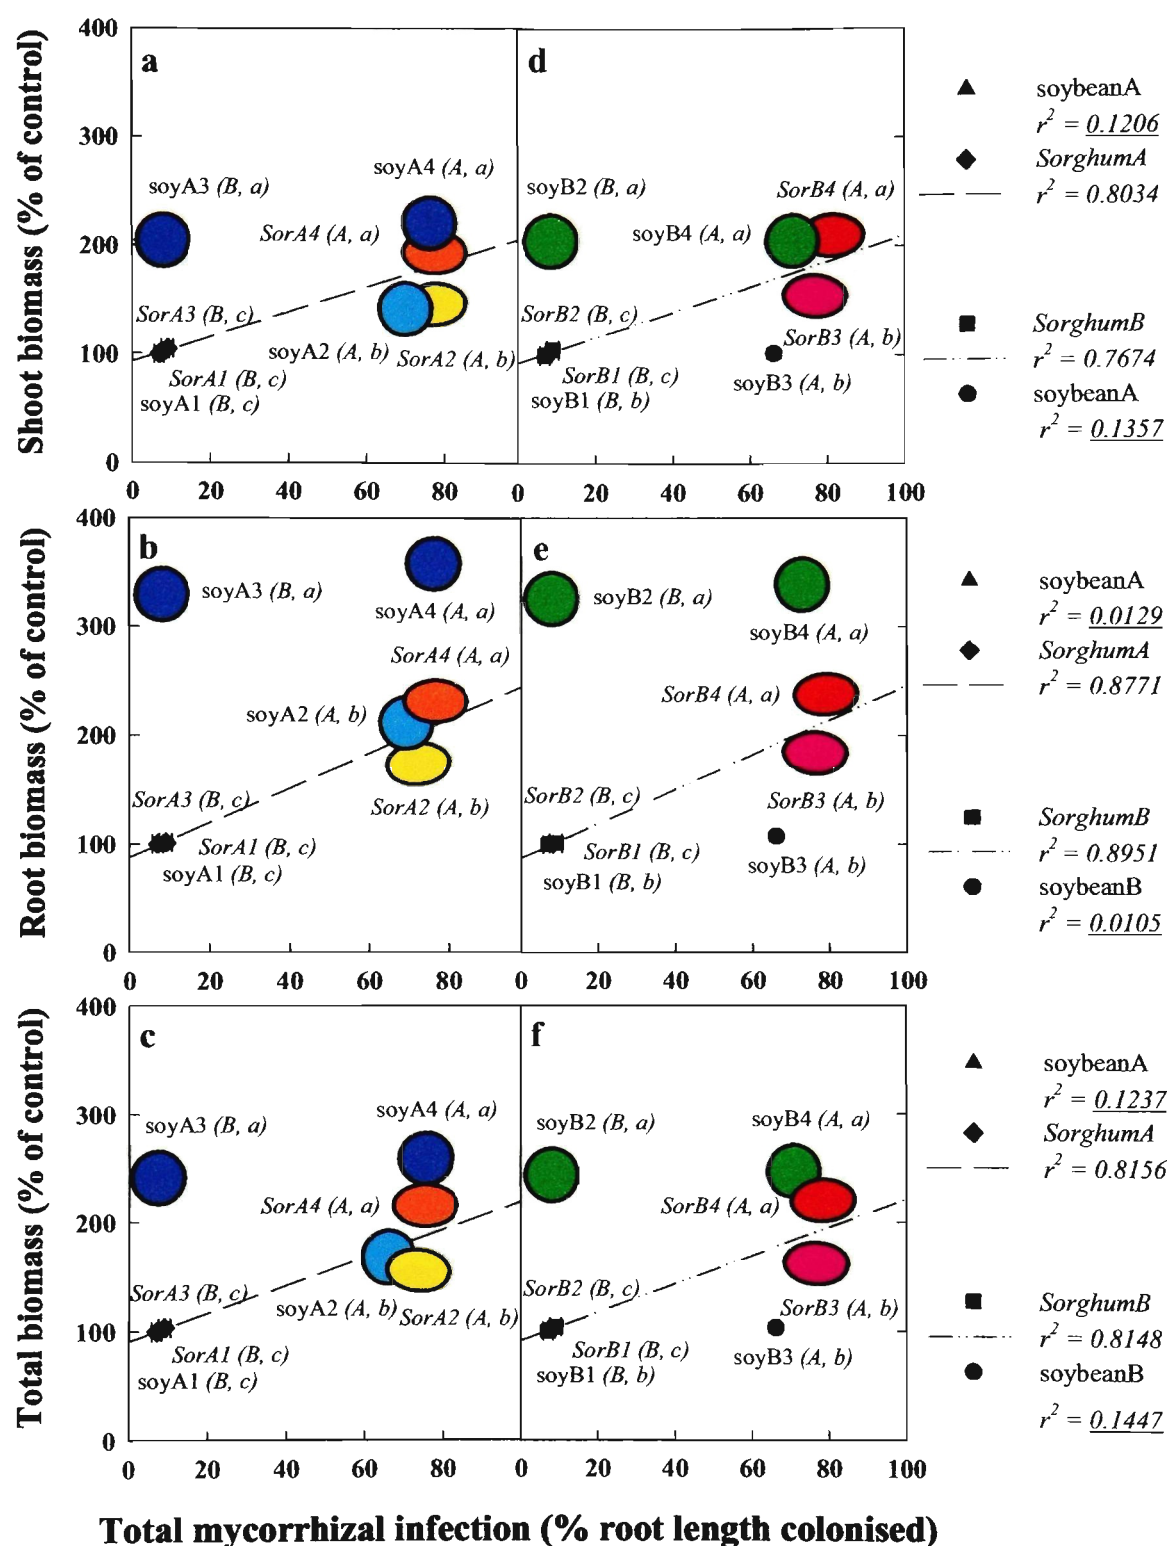 Shoot biomass (% of control)
400
300
200
100
0
a
soyA3 (B, a)
soyA4 (A, a)
SorA4 (A, a)
SorA3 (B, c)
soyA2 (A, b)
SorA2 (A, b)
SorA1 (B, c)
soyA1 (B, c)
0 20 40 60 80
d
soyB2 (B, a)
SorB4 (A, a)
soyB4 (A, a)
SorB2 (B, c)
SorB3 (A, b)
SorB1 (B, c)
soyB3 (A, b)
soyB1 (B, b)
0 20 40 60 80 100
soybeanA
r² = 0.1206
SorghumA
r² = 0.8034
SorghumB
r² = 0.7674
soybeanA
r² = 0.1357
Root biomass (% of control)
400
300
200
100
0
b
soyA3 (B, a)
soyA4 (A, a)
SorA4 (A, a)
soyA2 (A, b)
SorA3 (B, c)
SorA2 (A, b)
SorA1 (B, c)
soyA1 (B, c)
0 20 40 60 80
e
soyB2 (B, a)
soyB4 (A, a)
SorB4 (A, a)
SorB2 (B, c)
SorB3 (A, b)
SorB1 (B, c)
soyB3 (A, b)
soyB1 (B, b)
0 20 40 60 80 100
soybeanA
r² = 0.0129
SorghumA
r² = 0.8771
SorghumB
r² = 0.8951
soybeanB
r² = 0.0105
Total biomass (% of control)
400
300
200
100
0
c
soyA4 (A, a)
soyA3 (B, a)
SorA4 (A, a)
SorA3 (B, c)
soyA2 (A, b)
SorA2 (A, b)
SorA1 (B, c)
soyA1 (B, c)
0 20 40 60 80
f
soyB2 (B, a)
soyB4 (A, a)
SorB4 (A, a)
SorB2 (B, c)
SorB3 (A, b)
SorB1 (B, c)
soyB3 (A, b)
soyB1 (B, b)
0 20 40 60 80 100
soybeanA
r² = 0.1237
SorghumA
r² = 0.8156
SorghumB
r² = 0.8148
soybeanB
r² = 0.1447
Total mycorrhizal infection (% root length colonised)